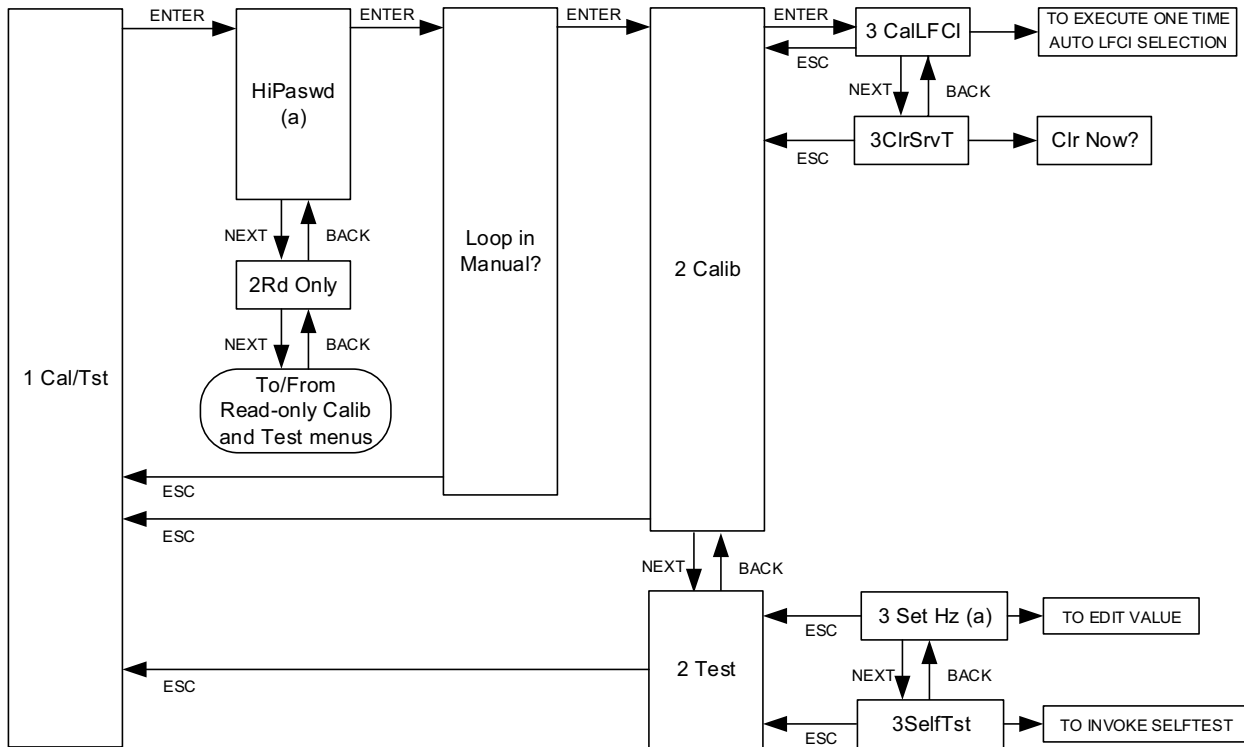 ENTER
ENTER
ENTER
ENTER
3 CalLFCI
TO EXECUTE ONE TIME
AUTO LFCI SELECTION
ESC
HiPaswd
(a)
NEXT
BACK
3ClrSrvT
Clr Now?
ESC
NEXT
BACK
Loop in
Manual?
2 Calib
2Rd Only
NEXT
BACK
1 Cal/Tst
To/From
Read-only Calib
and Test menus
ESC
ESC
NEXT
BACK
3 Set Hz (a)
TO EDIT VALUE
ESC
2 Test
NEXT
BACK
ESC
3SelfTst
TO INVOKE SELFTEST
ESC